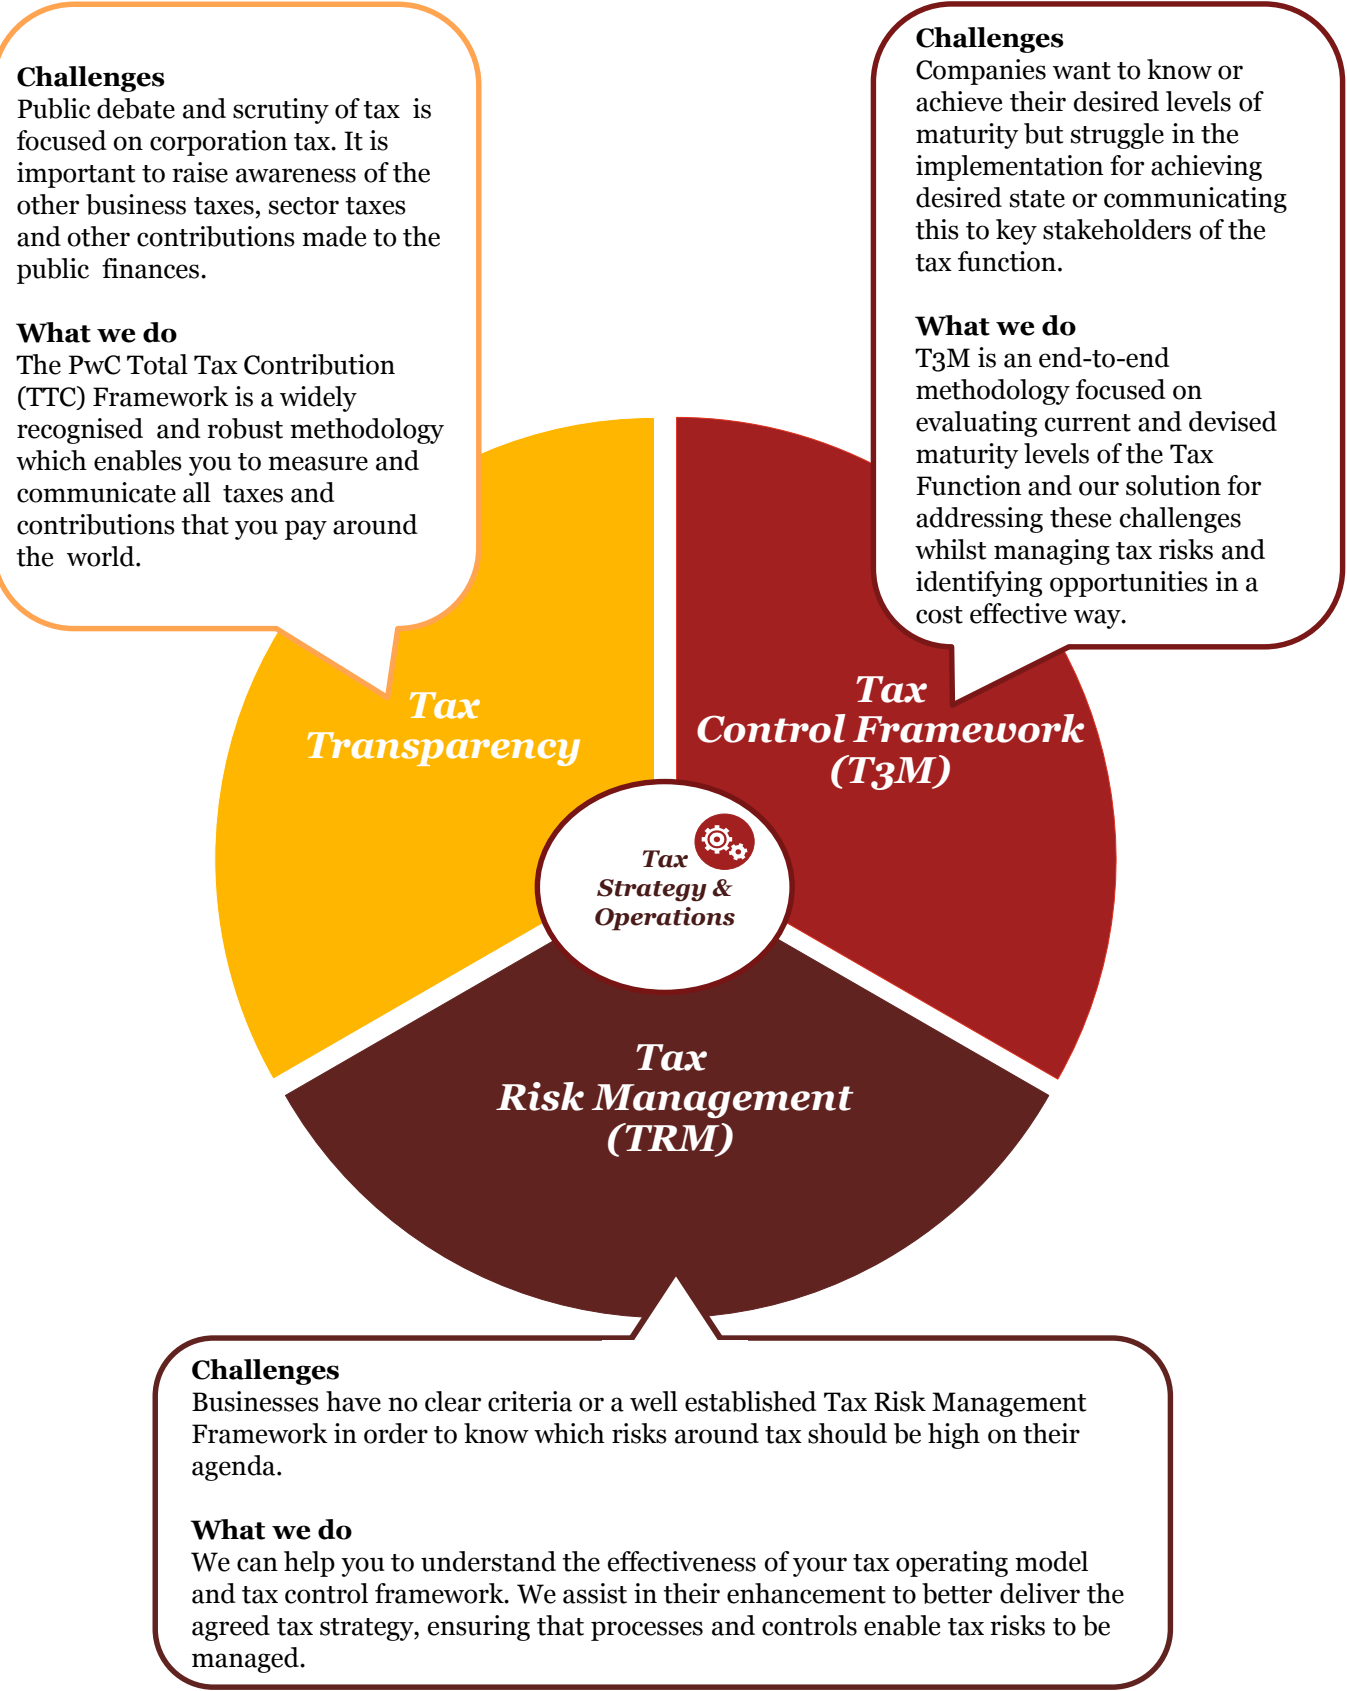 Challenges
Public debate and scrutiny of tax is
focused on corporation tax. It is
important to raise awareness of the
other business taxes, sector taxes
and other contributions made to the
public finances.
What we do
The PwC Total Tax Contribution
(TTC) Framework is a widely
recognised and robust methodology
which enables you to measure and
communicate all taxes and
contributions that you pay around
the world.
Challenges
Companies want to know or
achieve their desired levels of
maturity but struggle in the
implementation for achieving
desired state or communicating
this to key stakeholders of the
tax function.
What we do
T3M is an end-to-end
methodology focused on
evaluating current and devised
maturity levels of the Tax
Function and our solution for
addressing these challenges
whilst managing tax risks and
identifying opportunities in a
cost effective way.
Tax
Transparency
Tax
Control Framework
(T3M)
Tax
Strategy &
Operations
Tax
Risk Management
(TRM)
Challenges
Businesses have no clear criteria or a well established Tax Risk Management
Framework in order to know which risks around tax should be high on their
agenda.
What we do
We can help you to understand the effectiveness of your tax operating model
and tax control framework. We assist in their enhancement to better deliver the
agreed tax strategy, ensuring that processes and controls enable tax risks to be
managed.